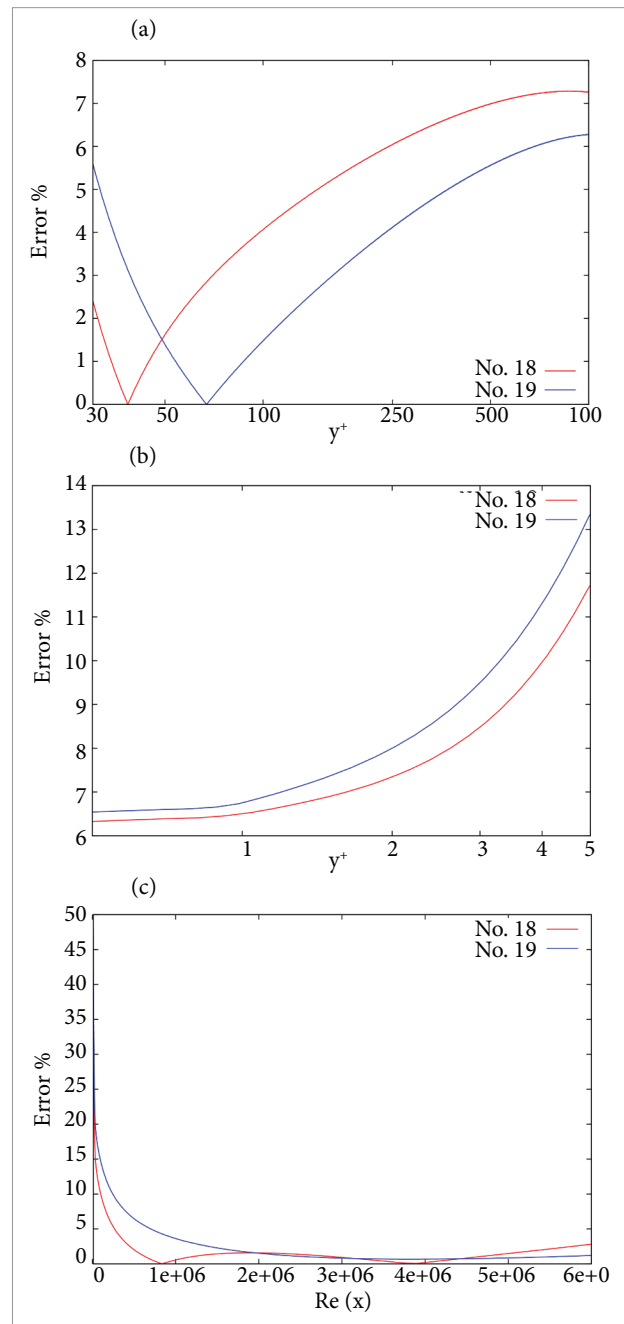 (a)
8
7
6
5
4
3
2
1
0
Error %
No. 18
No. 19
30 50 100 250 500 100
y+
(b)
14
13
12
11
10
9
8
7
6
Error %
No. 18
No. 19
1 2 3 4 5
y+
(c)
50
45
40
35
30
25
20
15
10
5
0
Error %
No. 18
No. 19
0 1e+06 2e+06 3e+06 4e+06 5e+06 6e+0
Re (x)